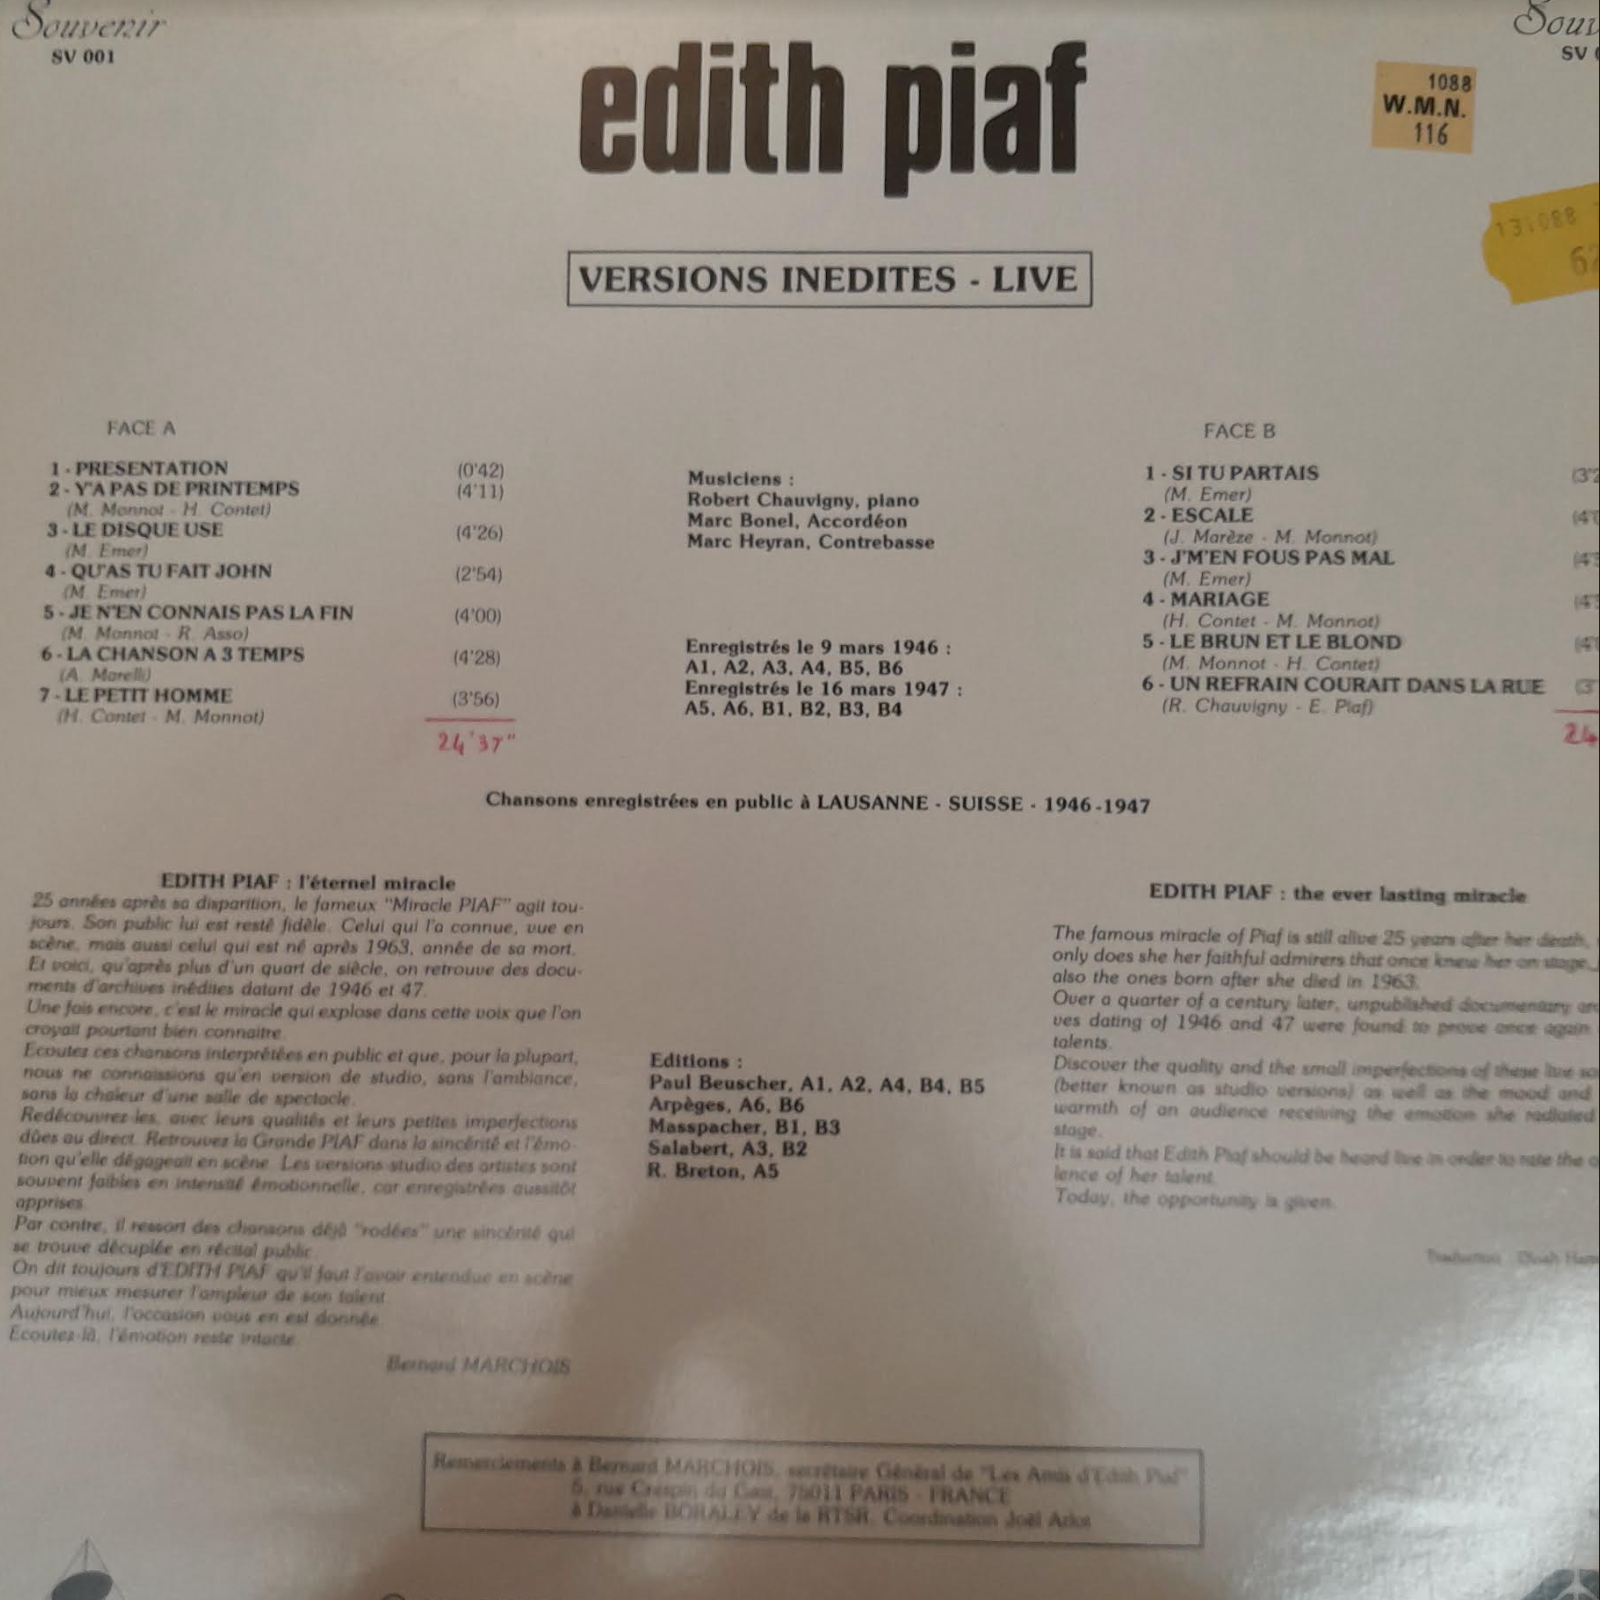 Souvenir
SV 001
Souv
SV
edith piaf
1088
W.M.N.
116
131088
62
VERSIONS INEDITES - LIVE
FACE A
1 - PRESENTATION (0'42)
2 - Y'A PAS DE PRINTEMPS (4'11)
(M. Monnot - H. Contet)
3 - LE DISQUE USE (4'26)
(M. Emer)
4 - QU'AS TU FAIT JOHN (2'54)
(M. Emer)
5 - JE N'EN CONNAIS PAS LA FIN (4'00)
(M. Monnot - R. Asso)
6 - LA CHANSON A 3 TEMPS (4'28)
(A. Marelli)
7 - LE PETIT HOMME (3'56)
(H. Contet - M. Monnot)
24'37"
Musiciens :
Robert Chauvigny, piano
Marc Bonel, Accordéon
Marc Heyran, Contrebasse
Enregistrés le 9 mars 1946 :
A1, A2, A3, A4, B5, B6
Enregistrés le 16 mars 1947 :
A5, A6, B1, B2, B3, B4
FACE B
1 - SI TU PARTAIS
(M. Emer)
2 - ESCALE
(J. Marèze - M. Monnot)
3 - J'M'EN FOUS PAS MAL
(M. Emer)
4 - MARIAGE
(H. Contet - M. Monnot)
5 - LE BRUN ET LE BLOND
(M. Monnot - H. Contet)
6 - UN REFRAIN COURAIT DANS LA RUE
(R. Chauvigny - E. Piaf)
24
Chansons enregistrées en public à LAUSANNE - SUISSE - 1946-1947
EDITH PIAF : l'éternel miracle
25 années après sa disparition, le fameux "Miracle PIAF" agit tou-
jours. Son public lui est resté fidèle. Celui qui l'a connue, vue en
scène, mais aussi celui qui est né après 1963, année de sa mort.
Et voici, qu'après plus d'un quart de siècle, on retrouve des docu-
ments d'archives inédites datant de 1946 et 47.
Une fois encore, c'est le miracle qui explose dans cette voix que l'on
croyait pourtant bien connaitre.
Ecoutez ces chansons interprêtées en public et que, pour la plupart,
nous ne connaissions qu'en version de studio, sans l'ambiance,
sans la chaleur d'une salle de spectacle.
Redécouvrez-les, avec leurs qualités et leurs petites imperfections
dûes au direct. Retrouvez la Grande PIAF dans la sincérité et l'émo-
tion qu'elle dégageait en scène. Les versions studio des artistes sont
souvent faibles en intensité émotionnelle, car enregistrées aussitôt
apprises.
Par contre, il ressort des chansons déjà "rodées" une sincérité qui
se trouve décuplée en récital public.
On dit toujours d'EDITH PIAF qu'il faut l'avoir entendue en scène
pour mieux mesurer l'ampleur de son talent.
Aujourd'hui, l'occasion vous en est donnée.
Ecoutez-là, l'émotion reste intacte.
Bernard MARCHOIS
Editions :
Paul Beuscher, A1, A2, A4, B4, B5
Arpèges, A6, B6
Masspacher, B1, B3
Salabert, A3, B2
R. Breton, A5
EDITH PIAF : the ever lasting miracle
The famous miracle of Piaf is still alive 25 years after her death,
only does she her faithful admirers that once knew her on stage,
also the ones born after she died in 1963.
Over a quarter of a century later, unpublished documentary ar
ves dating of 1946 and 47 were found to prove once again
talents.
Discover the quality and the small imperfections of these live so
(better known as studio versions) as well as the mood and
warmth of an audience receiving the emotion she radiated
stage.
It is said that Edith Piaf should be heard live in order to rate the
lence of her talent.
Today, the opportunity is given.
Traduction
Remerciements à Bernard MARCHOIS, secrétaire Général de "Les Amis d'Edith Piaf"
5, rue Crespin du Gast, 75011 PARIS - FRANCE
à Danielle BORALEY de la RTSR, Coordination Joël